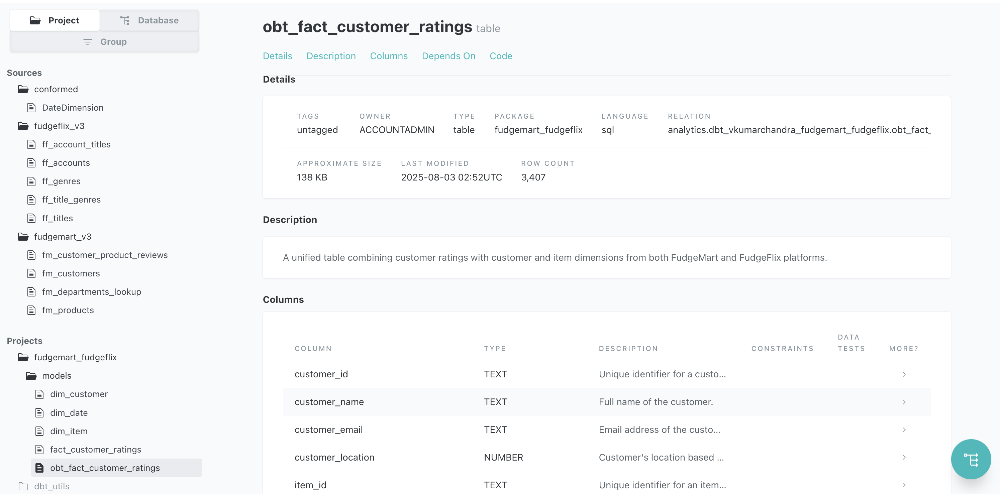 Project
Database
Group
Sources
conformed
DateDimension
fudgeflix_v3
ff_account_titles
ff_accounts
ff_genres
ff_title_genres
ff_titles
fudgemart_v3
fm_customer_product_reviews
fm_customers
fm_departments_lookup
fm_products
Projects
fudgemart_fudgeflix
models
dim_customer
dim_date
dim_item
fact_customer_ratings
obt_fact_customer_ratings
dbt_utils
obt_fact_customer_ratings table
Details Description Columns Depends On Code
Details
TAGS OWNER TYPE PACKAGE LANGUAGE RELATION
untagged ACCOUNTADMIN table fudgemart_fudgeflix sql analytics.dbt_vkumarchandra_fudgemart_fudgeflix.obt_fact_
APPROXIMATE SIZE LAST MODIFIED ROW COUNT
138 KB 2025-08-03 02:52UTC 3,407
Description
A unified table combining customer ratings with customer and item dimensions from both FudgeMart and FudgeFlix platforms.
Columns
COLUMN TYPE DESCRIPTION CONSTRAINTS DATA TESTS MORE?
customer_id TEXT Unique identifier for a custo...
customer_name TEXT Full name of the customer.
customer_email TEXT Email address of the custo...
customer_location NUMBER Customer's location based ...
item_id TEXT Unique identifier for an item...